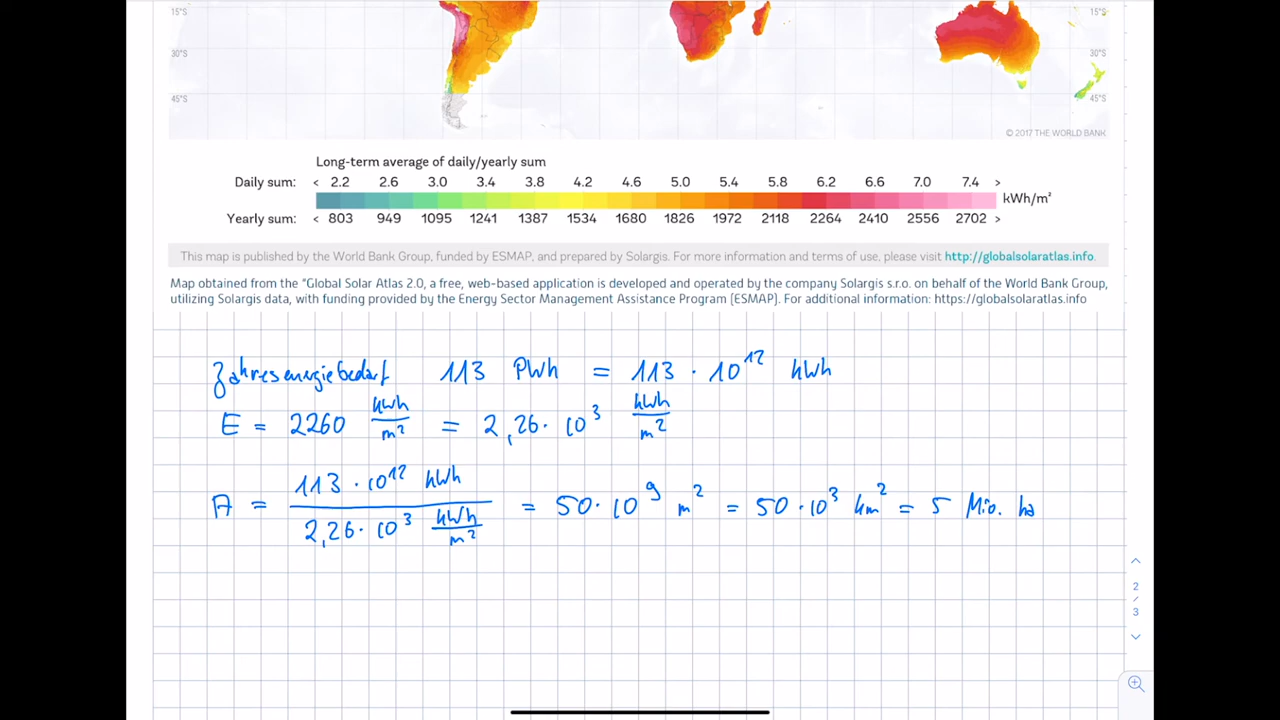 15°S 15°S
30°S 30°S
45°S 45°S
© 2017 THE WORLD BANK
Long-term average of daily/yearly sum
Daily sum: < 2.2 2.6 3.0 3.4 3.8 4.2 4.6 5.0 5.4 5.8 6.2 6.6 7.0 7.4 >
kWh/m²
Yearly sum: < 803 949 1095 1241 1387 1534 1680 1826 1972 2118 2264 2410 2556 2702 >
This map is published by the World Bank Group, funded by ESMAP, and prepared by Solargis. For more information and terms of use, please visit http://globalsolaratlas.info.
Map obtained from the "Global Solar Atlas 2.0, a free, web-based application is developed and operated by the company Solargis s.r.o. on behalf of the World Bank Group,
utilizing Solargis data, with funding provided by the Energy Sector Management Assistance Program (ESMAP). For additional information: https://globalsolaratlas.info
Jahresenergiebedarf 113 PWh = 113 · 10¹² kWh
E = 2260 kWh/m² = 2,26 · 10³ kWh/m²
A = 113 · 10¹² kWh / 2,26 · 10³ kWh/m² = 50 · 10⁹ m² = 50 · 10³ km² = 5 Mio. ha
2
/
3